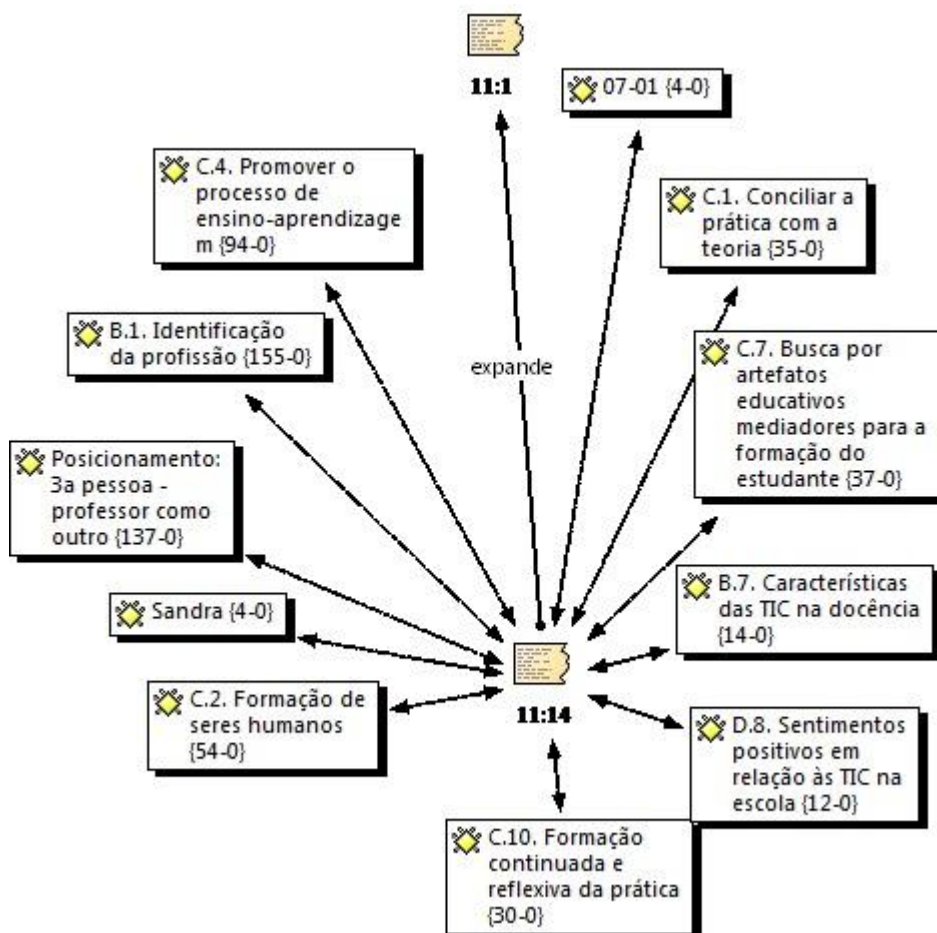 11:1
07-01 {4-0}
C.4. Promover o
processo de
ensino-aprendizage
m {94-0}
C.1. Conciliar a
prática com a
teoria {35-0}
B.1. Identificação
da profissão {155-0}
expande
C.7. Busca por
artefatos
educativos
mediadores para a
formação do
estudante {37-0}
Posicionamento:
3a pessoa -
professor como
outro {137-0}
Sandra {4-0}
B.7. Características
das TIC na docência
{14-0}
C.2. Formação de
seres humanos
{54-0}
11:14
D.8. Sentimentos
positivos em
relação às TIC na
escola {12-0}
C.10. Formação
continuada e
reflexiva da prática
{30-0}